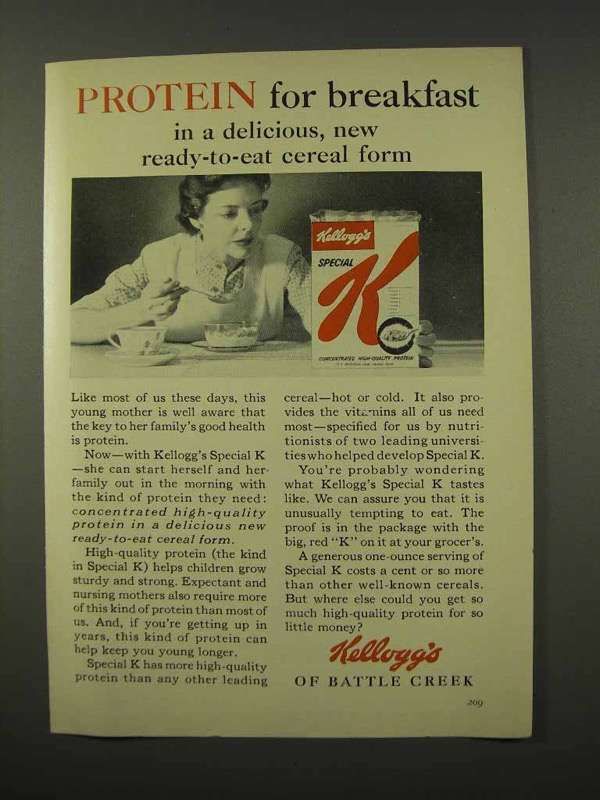 PROTEIN for breakfast
in a delicious, new
ready-to-eat cereal form
Kellogg's
SPECIAL
K
CONCENTRATED HIGH-QUALITY PROTEIN
Like most of us these days, this
young mother is well aware that
the key to her family's good health
is protein.
Now—with Kellogg's Special K
—she can start herself and her
family out in the morning with
the kind of protein they need:
concentrated high-quality
protein in a delicious new
ready-to-eat cereal form.
High-quality protein (the kind
in Special K) helps children grow
sturdy and strong. Expectant and
nursing mothers also require more
of this kind of protein than most of
us. And, if you're getting up in
years, this kind of protein can
help keep you young longer.
Special K has more high-quality
protein than any other leading
cereal—hot or cold. It also pro-
vides the vitamins all of us need
most—specified for us by nutri-
tionists of two leading universi-
ties who helped develop Special K.
You're probably wondering
what Kellogg's Special K tastes
like. We can assure you that it is
unusually tempting to eat. The
proof is in the package with the
big, red "K" on it at your grocer's.
A generous one-ounce serving of
Special K costs a cent or so more
than other well-known cereals.
But where else could you get so
much high-quality protein for so
little money?
Kellogg's
OF BATTLE CREEK
209